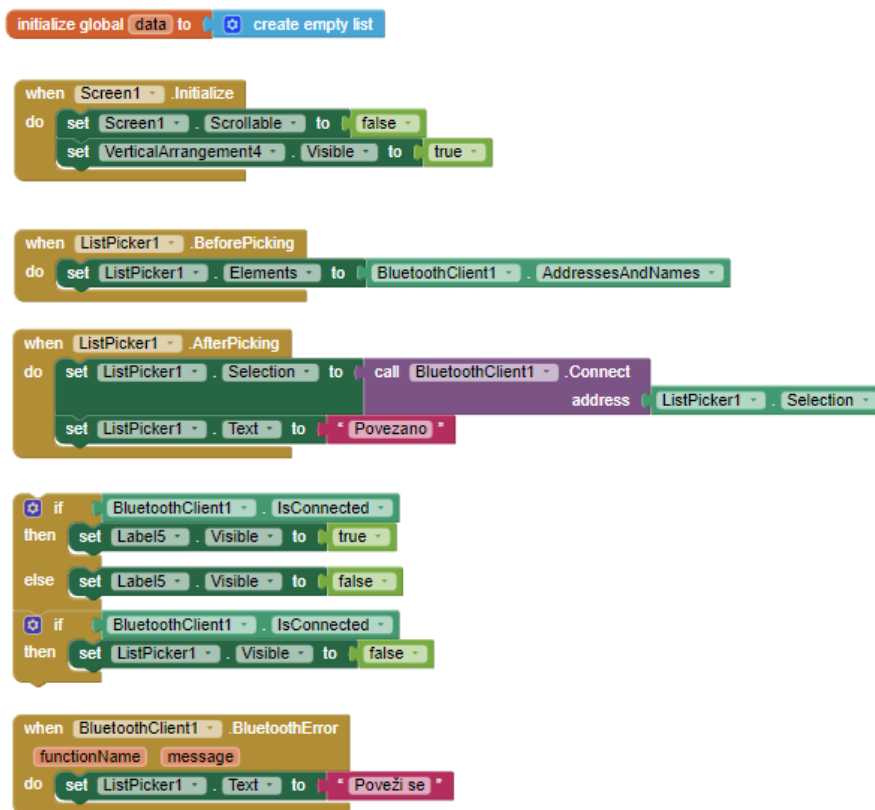 initialize global data to create empty list
when Screen1 .Initialize
do set Screen1 . Scrollable to false
set VerticalArrangement4 . Visible to true
when ListPicker1 .BeforePicking
do set ListPicker1 . Elements to BluetoothClient1 . AddressesAndNames
when ListPicker1 .AfterPicking
do set ListPicker1 . Selection to call BluetoothClient1 .Connect
address ListPicker1 . Selection
set ListPicker1 . Text to " Povezano "
if BluetoothClient1 . IsConnected
then set Label5 . Visible to true
else set Label5 . Visible to false
if BluetoothClient1 . IsConnected
then set ListPicker1 . Visible to false
when BluetoothClient1 .BluetoothError
functionName message
do set ListPicker1 . Text to " Poveži se "